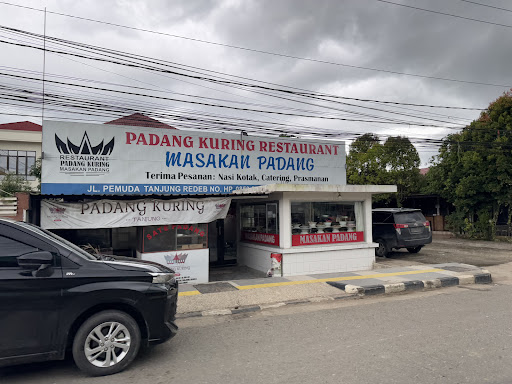 PADANG KURING RESTAURANT
MASAKAN PADANG
Terima Pesanan: Nasi Kotak, Catering, Prasmanan
RESTAURANT
PADANG KURING
MASAKAN PADANG
JL. PEMUDA TANJUNG REDEB NO. HP.
PADANG KURING
TANJUNG
MASAKAN
MASAKAN PADANG